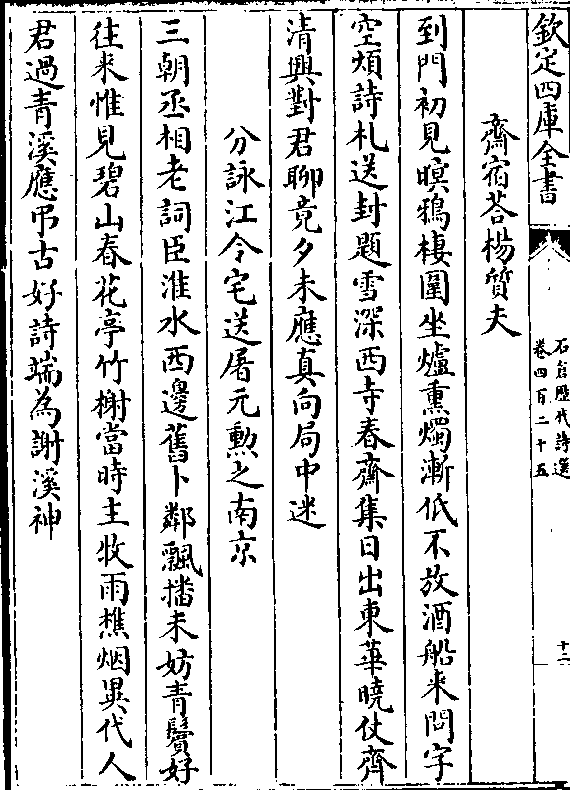 欽定四庫全書
石倉歷代詩選
卷四百二十五
十二
齋宿荅楊質夫
到門初見暝鴉棲圍坐爐熏燭漸低不放酒船来問字
空煩詩札送封題雪深西寺春齋集日出東華曉仗齊
清興對君聊竟夕未應真向局中迷
分詠江令宅送屠元勲之南京
三朝丞相老詞臣淮水西邊舊卜鄰飄播未妨青鬢好
往来惟見碧山春花亭竹榭當時主牧雨樵烟異代人
君過青溪應弔古好詩端為謝溪神